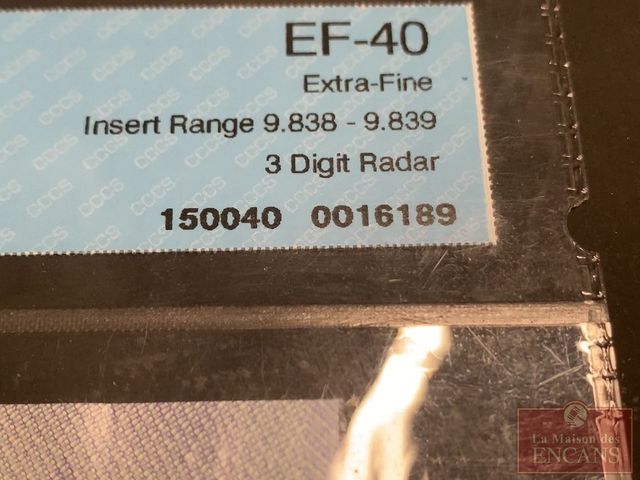 EF-40
Extra-Fine
Insert Range 9.838 - 9.839
3 Digit Radar
150040 0016189
La Maison des
ENCANS